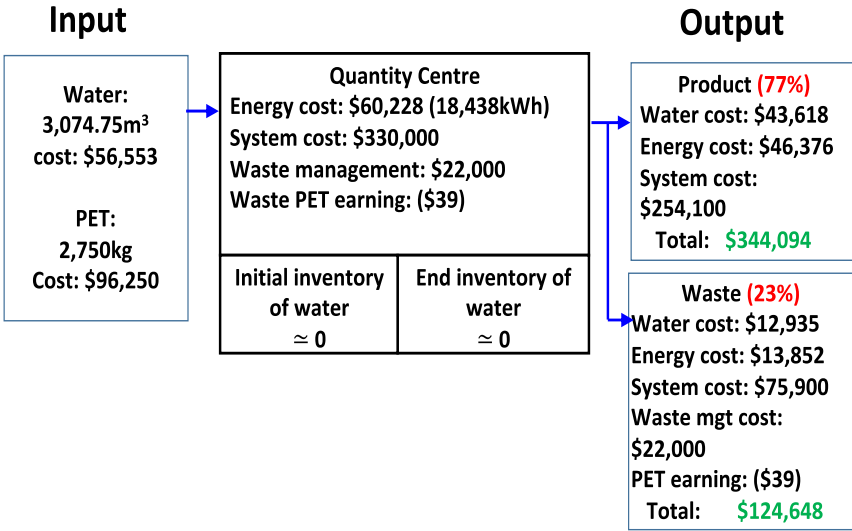 Input
Output
Water:
3,074.75m³
cost: $56,553
PET:
2,750kg
Cost: $96,250
Quantity Centre
Energy cost: $60,228 (18,438kWh)
System cost: $330,000
Waste management: $22,000
Waste PET earning: ($39)
Initial inventory
of water
≃ 0
End inventory of
water
≃ 0
Product (77%)
Water cost: $43,618
Energy cost: $46,376
System cost:
$254,100
Total: $344,094
Waste (23%)
Water cost: $12,935
Energy cost: $13,852
System cost: $75,900
Waste mgt cost:
$22,000
PET earning: ($39)
Total: $124,648